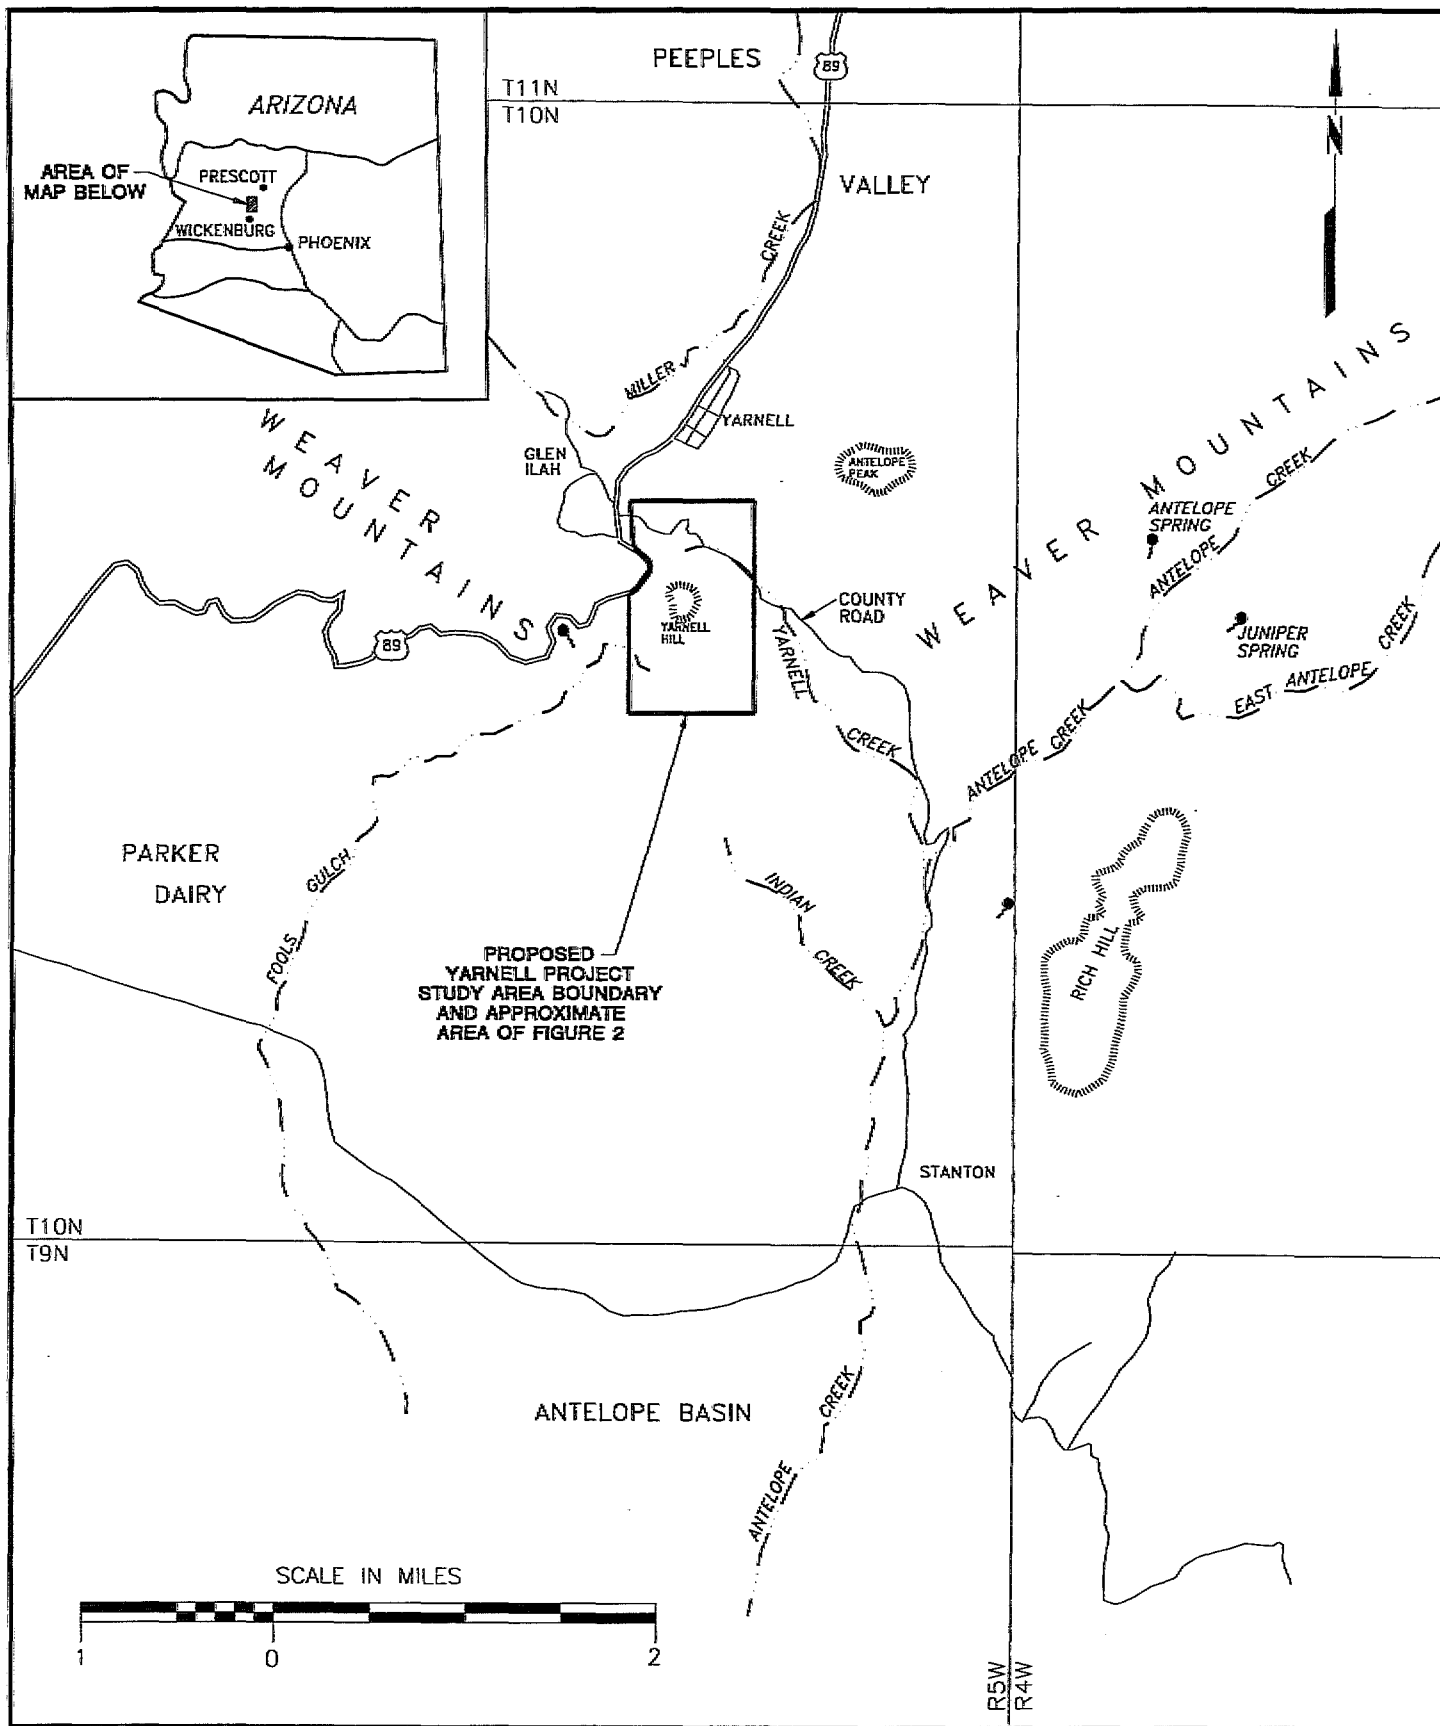 ARIZONA
AREA OF
MAP BELOW
PRESCOTT
WICKENBURG
PHOENIX
PEEPLES
89
T11N
T10N
N
VALLEY
MILLER CREEK
YARNELL
GLEN
ILAH
WEAVER
MOUNTAINS
ANTELOPE
PEAK
WEAVER MOUNTAINS
ANTELOPE
SPRING
ANTELOPE CREEK
COUNTY
ROAD
YARNELL
HILL
89
JUNIPER
SPRING
EAST ANTELOPE CREEK
YARNELL CREEK
ANTELOPE CREEK
PARKER
DAIRY
FOOLS GULCH
INDIAN CREEK
RICH HILL
PROPOSED
YARNELL PROJECT
STUDY AREA BOUNDARY
AND APPROXIMATE
AREA OF FIGURE 2
STANTON
T10N
T9N
ANTELOPE BASIN
ANTELOPE CREEK
SCALE IN MILES
1 0 2
R5W
R4W